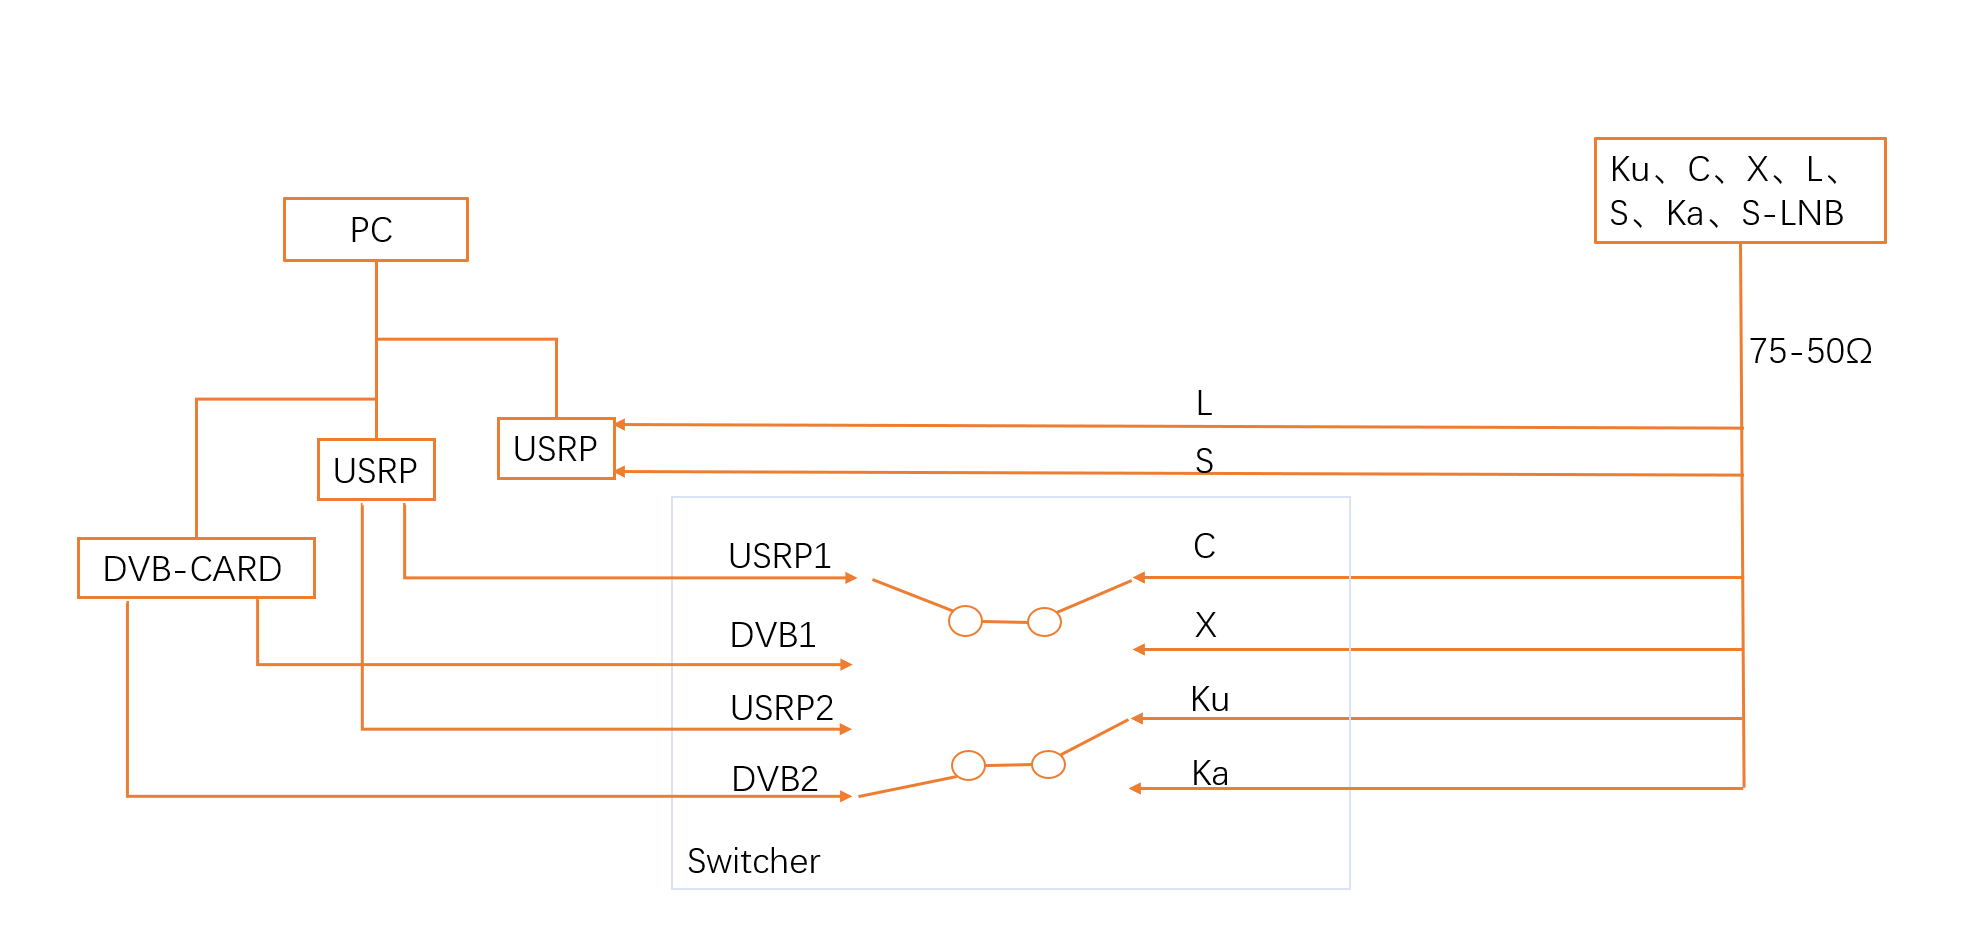 Ku、C、X、L、
S、Ka、S-LNB
PC
75-50Ω
L
USRP
S
USRP
C
USRP1
DVB-CARD
X
DVB1
Ku
USRP2
Ka
DVB2
Switcher